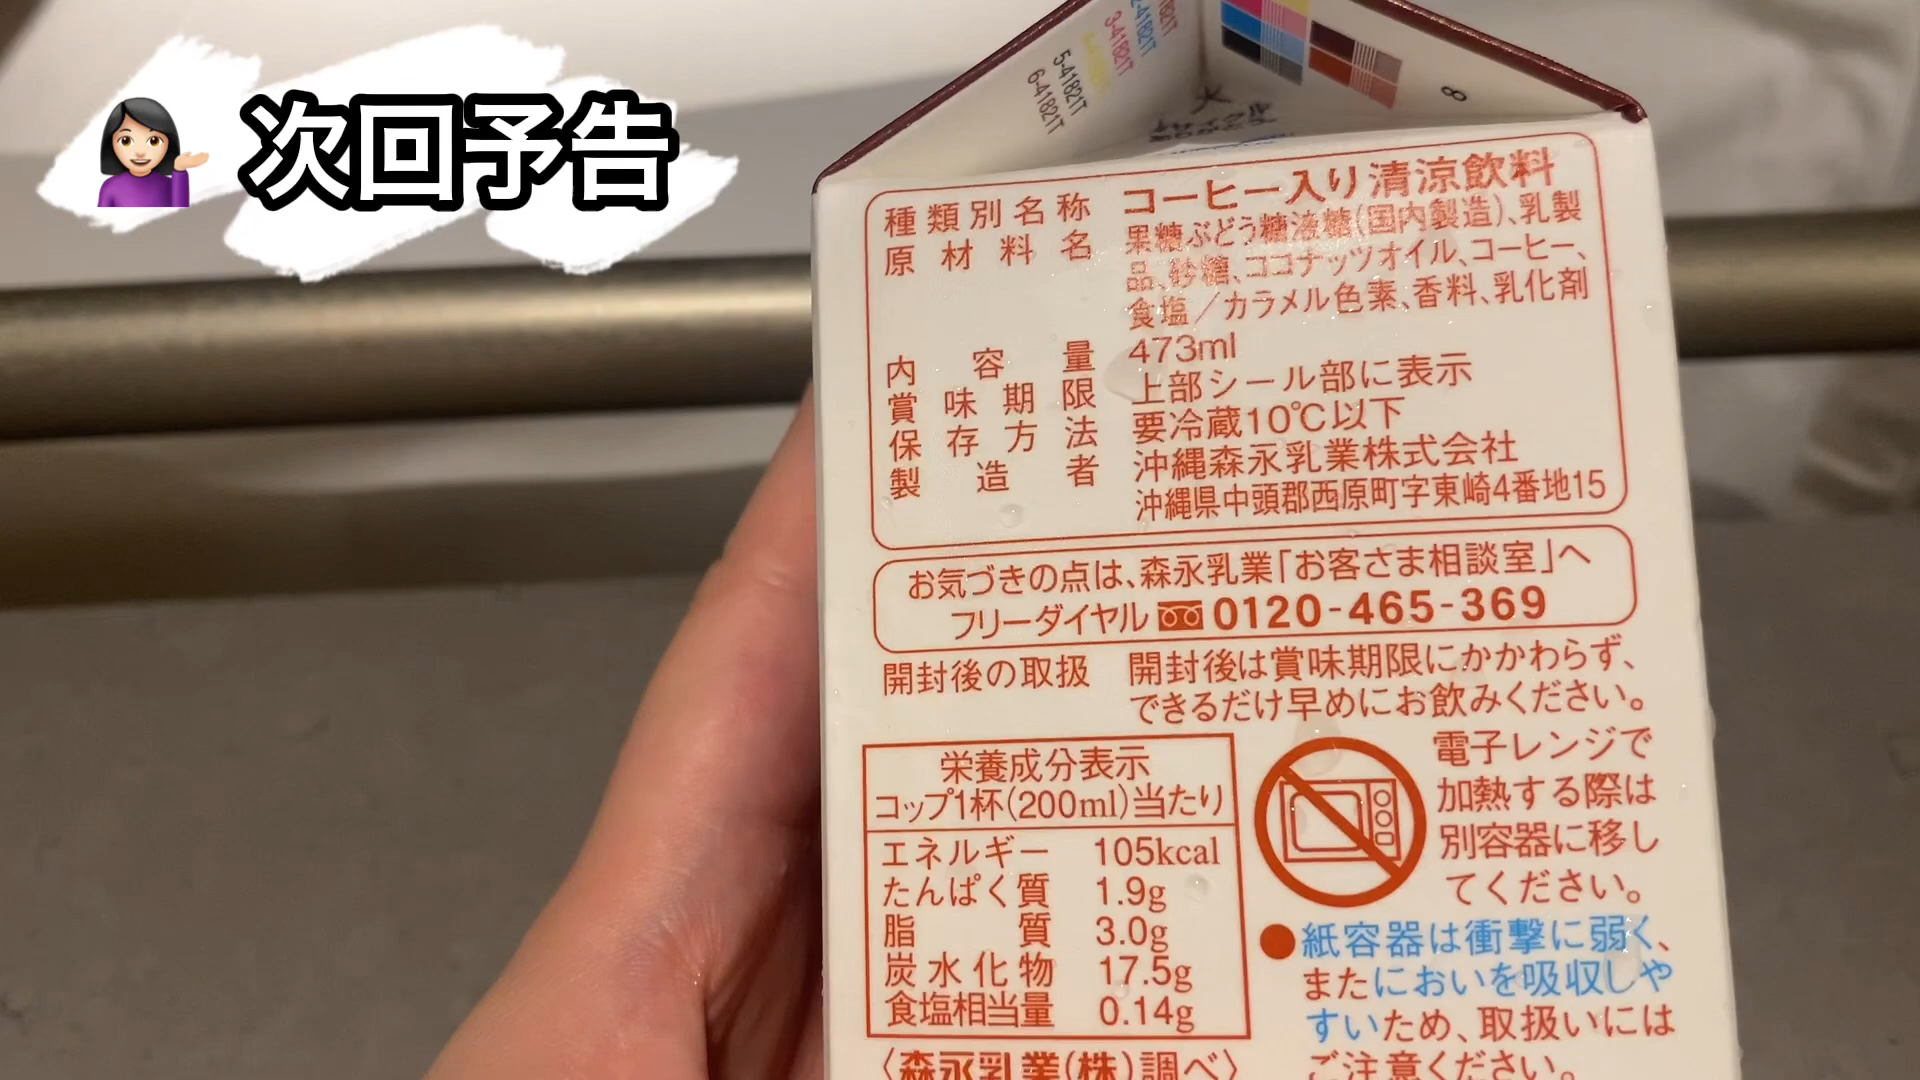 次回予告
2-41821T
3-41821T
5-41821T
6-41821T
8
種類別名称 コーヒー入り清涼飲料
原材料名 果糖ぶどう糖液糖(国内製造)、乳製
品、砂糖、ココナッツオイル、コーヒー、
食塩/カラメル色素、香料、乳化剤
内容量 473ml
賞味期限 上部シール部に表示
保存方法 要冷蔵10℃以下
製造者 沖縄森永乳業株式会社
沖縄県中頭郡西原町字東崎4番地15
お気づきの点は、森永乳業「お客さま相談室」へ
フリーダイヤル 0120-465-369
開封後の取扱 開封後は賞味期限にかかわらず、
できるだけ早めにお飲みください。
栄養成分表示
コップ1杯(200ml)当たり
エネルギー 105kcal
たんぱく質 1.9g
脂質 3.0g
炭水化物 17.5g
食塩相当量 0.14g
〈森永乳業(株)調べ〉
電子レンジで
加熱する際は
別容器に移し
てください。
●紙容器は衝撃に弱く、
またにおいを吸収しや
すいため、取扱いには
ご注意ください。